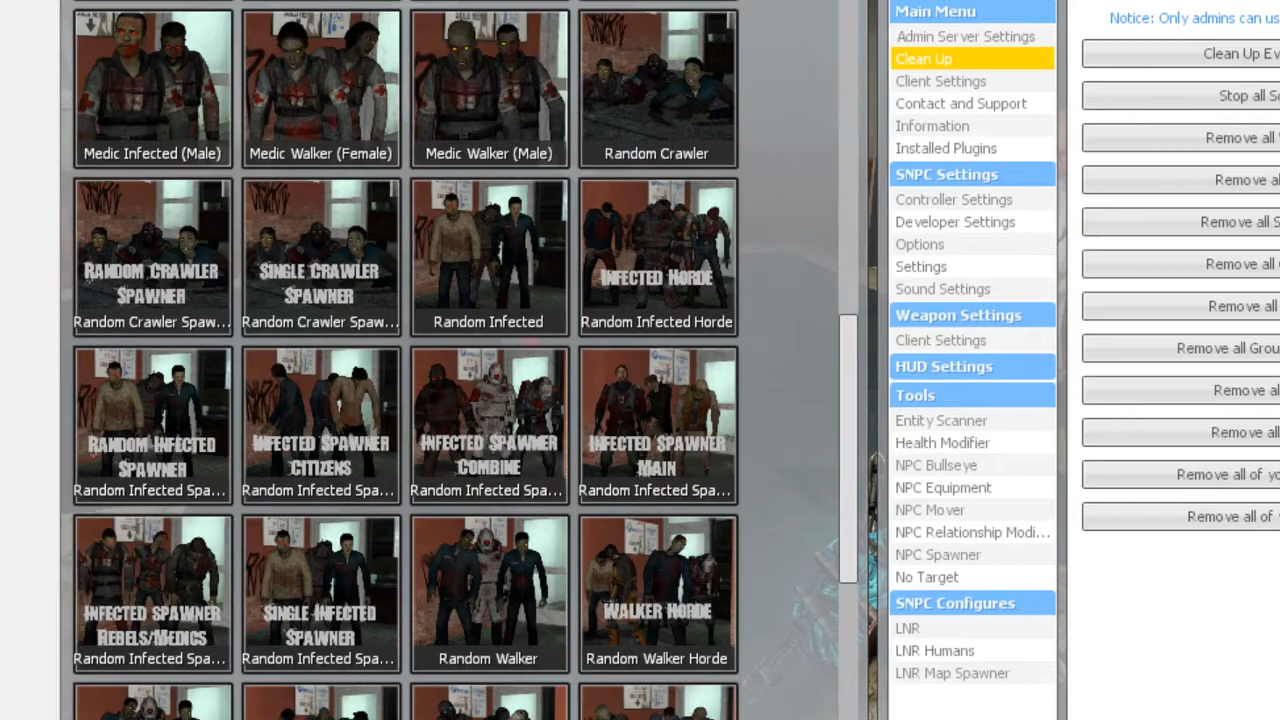 Medic Infected (Male)
Medic Walker (Female)
Medic Walker (Male)
Random Crawler
RANDOM CRAWLER
SPAWNER
Random Crawler Spaw...
SINGLE CRAWLER
SPAWNER
Random Crawler Spaw...
Random Infected
INFECTED HORDE
Random Infected Horde
RANDOM INFECTED
SPAWNER
Random Infected Spa...
INFECTED SPAWNER
CITIZENS
Random Infected Spa...
INFECTED SPAWNER
COMBINE
Random Infected Spa...
INFECTED SPAWNER
MAIN
Random Infected Spa...
INFECTED SPAWNER
REBELS/MEDICS
Random Infected Spa...
SINGLE INFECTED
SPAWNER
Random Infected Spa...
Random Walker
WALKER HORDE
Random Walker Horde
Main Menu
Admin Server Settings
Clean Up
Client Settings
Contact and Support
Information
Installed Plugins
SNPC Settings
Controller Settings
Developer Settings
Options
Settings
Sound Settings
Weapon Settings
Client Settings
HUD Settings
Tools
Entity Scanner
Health Modifier
NPC Bullseye
NPC Equipment
NPC Mover
NPC Relationship Modi...
NPC Spawner
No Target
SNPC Configures
LNR
LNR Humans
LNR Map Spawner
Notice: Only admins can us
Clean Up Ev
Stop all S
Remove all
Remove al
Remove all S
Remove all
Remove all
Remove all Grou
Remove al
Remove all
Remove all of yo
Remove all of